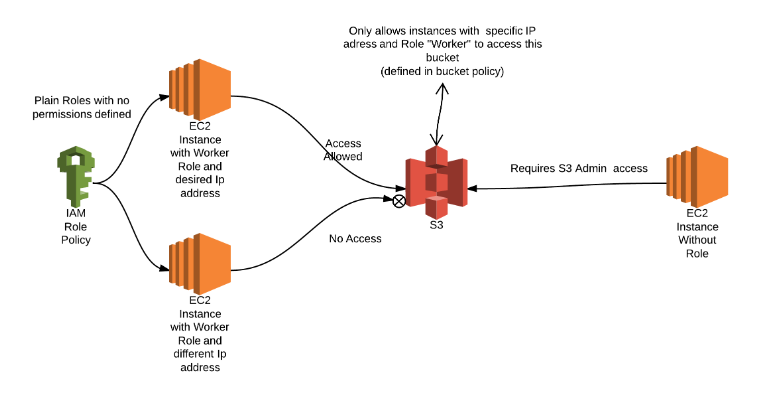 Only allows instances with specific IP
adress and Role "Worker" to access this
bucket
(defined in bucket policy)
Plain Roles with no
permissions defined
EC2
Instance
with Worker
Role and
desired Ip
address
Access
Allowed
Requires S3 Admin access
IAM
Role
Policy
S3
EC2
Instance
Without
Role
No Access
EC2
Instance
with Worker
Role and
different Ip
address